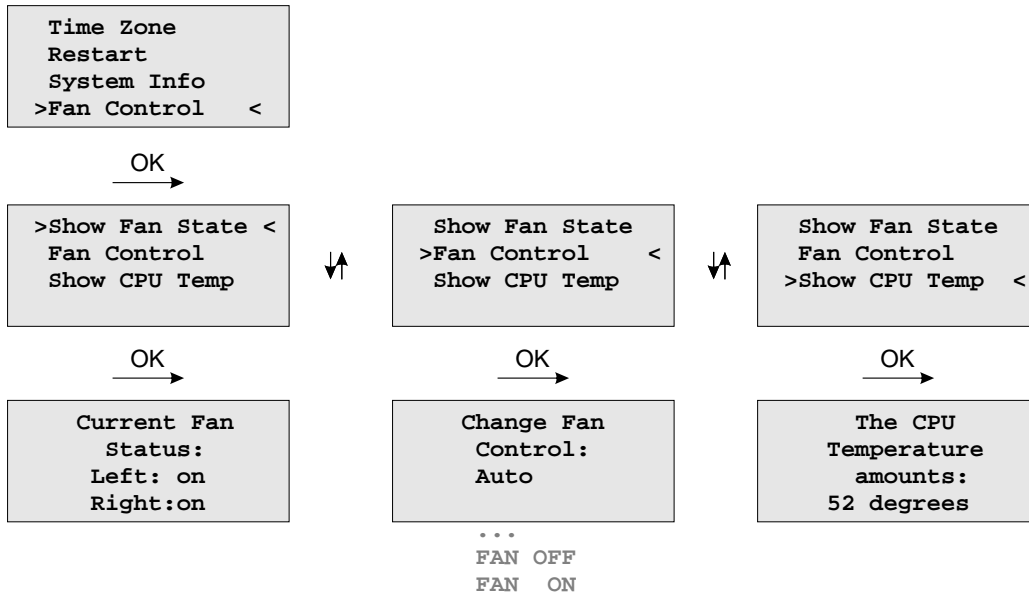 Time Zone
Restart
System Info
>Fan Control <
OK
>Show Fan State <
Fan Control
Show CPU Temp
Show Fan State
>Fan Control <
Show CPU Temp
Show Fan State
Fan Control
>Show CPU Temp <
OK
OK
OK
Current Fan
Status:
Left: on
Right:on
Change Fan
Control:
Auto
...
FAN OFF
FAN ON
The CPU
Temperature
amounts:
52 degrees